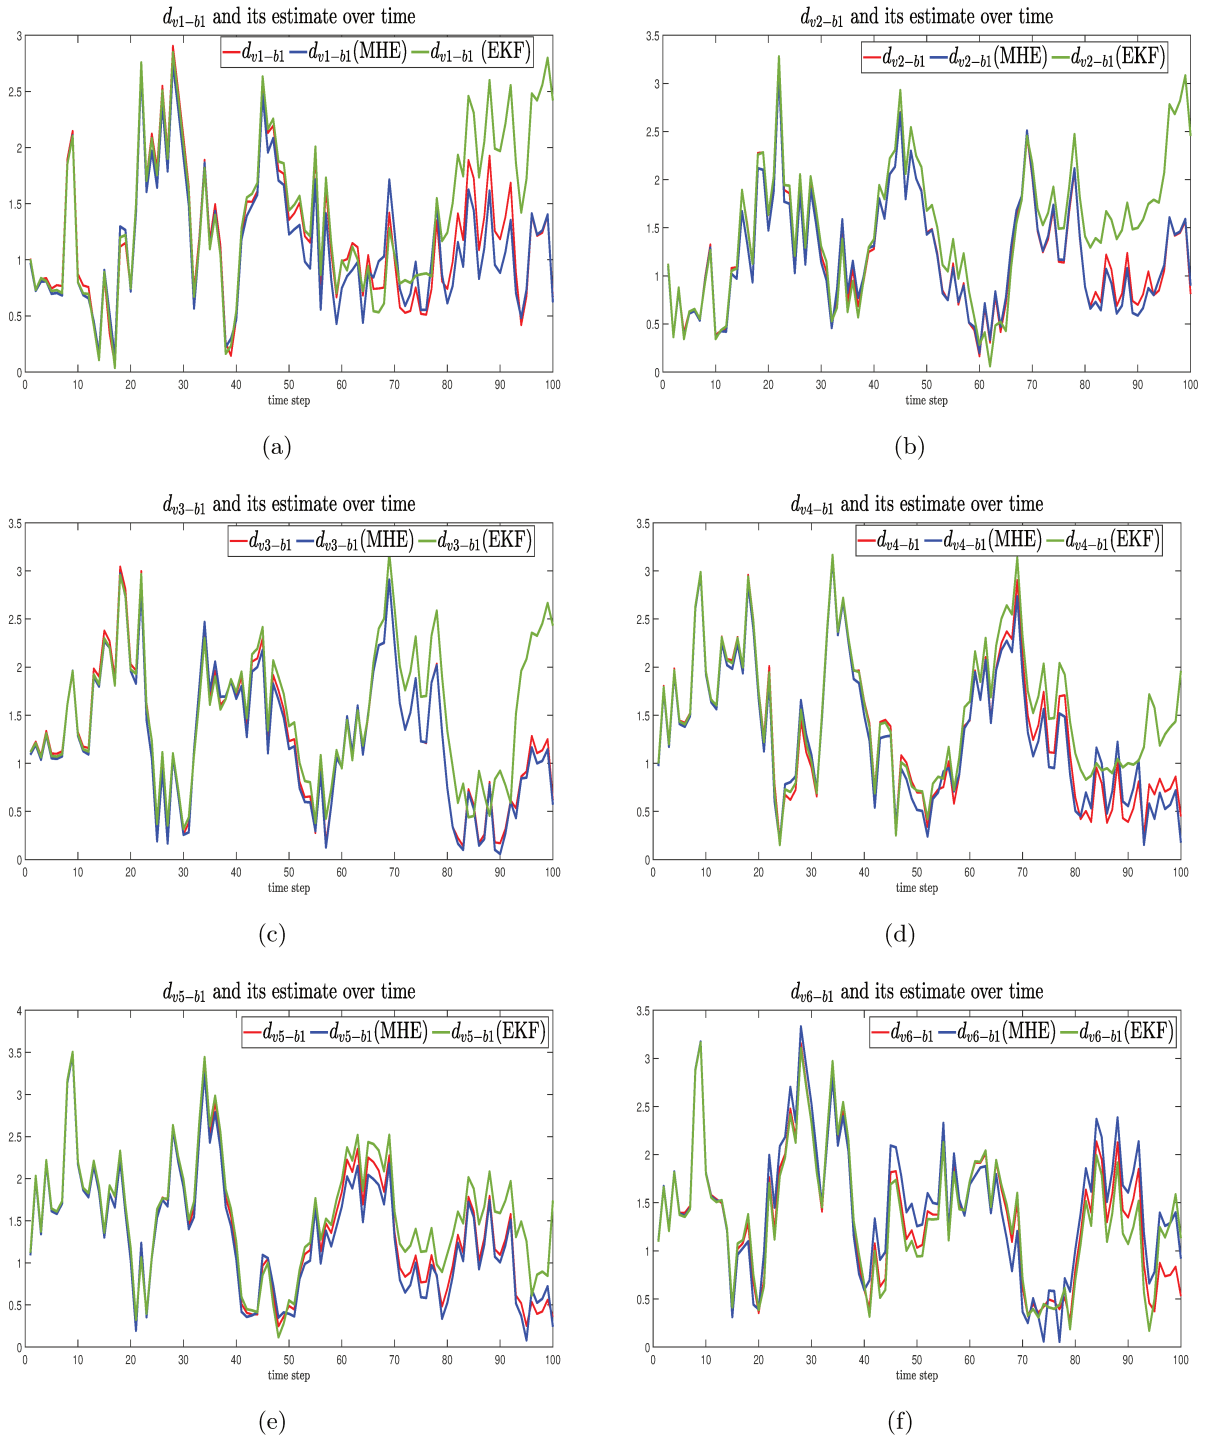 d_{v1−b1} and its estimate over time
d_{v1−b1} d_{v1−b1}(MHE) d_{v1−b1} (EKF)
3
2.5
2
1.5
1
0.5
0
0 10 20 30 40 50 60 70 80 90 100
time step
(a)
d_{v2−b1} and its estimate over time
d_{v2−b1} d_{v2−b1}(MHE) d_{v2−b1}(EKF)
3.5
3
2.5
2
1.5
1
0.5
0
0 10 20 30 40 50 60 70 80 90 100
time step
(b)
d_{v3−b1} and its estimate over time
d_{v3−b1} d_{v3−b1}(MHE) d_{v3−b1}(EKF)
3.5
3
2.5
2
1.5
1
0.5
0
0 10 20 30 40 50 60 70 80 90 100
time step
(c)
d_{v4−b1} and its estimate over time
d_{v4−b1} d_{v4−b1}(MHE) d_{v4−b1}(EKF)
3.5
3
2.5
2
1.5
1
0.5
0
0 10 20 30 40 50 60 70 80 90 100
time step
(d)
d_{v5−b1} and its estimate over time
d_{v5−b1} d_{v5−b1}(MHE) d_{v5−b1}(EKF)
4
3.5
3
2.5
2
1.5
1
0.5
0
0 10 20 30 40 50 60 70 80 90 100
time step
(e)
d_{v6−b1} and its estimate over time
d_{v6−b1} d_{v6−b1}(MHE) d_{v6−b1}(EKF)
3.5
3
2.5
2
1.5
1
0.5
0
0 10 20 30 40 50 60 70 80 90 100
time step
(f)